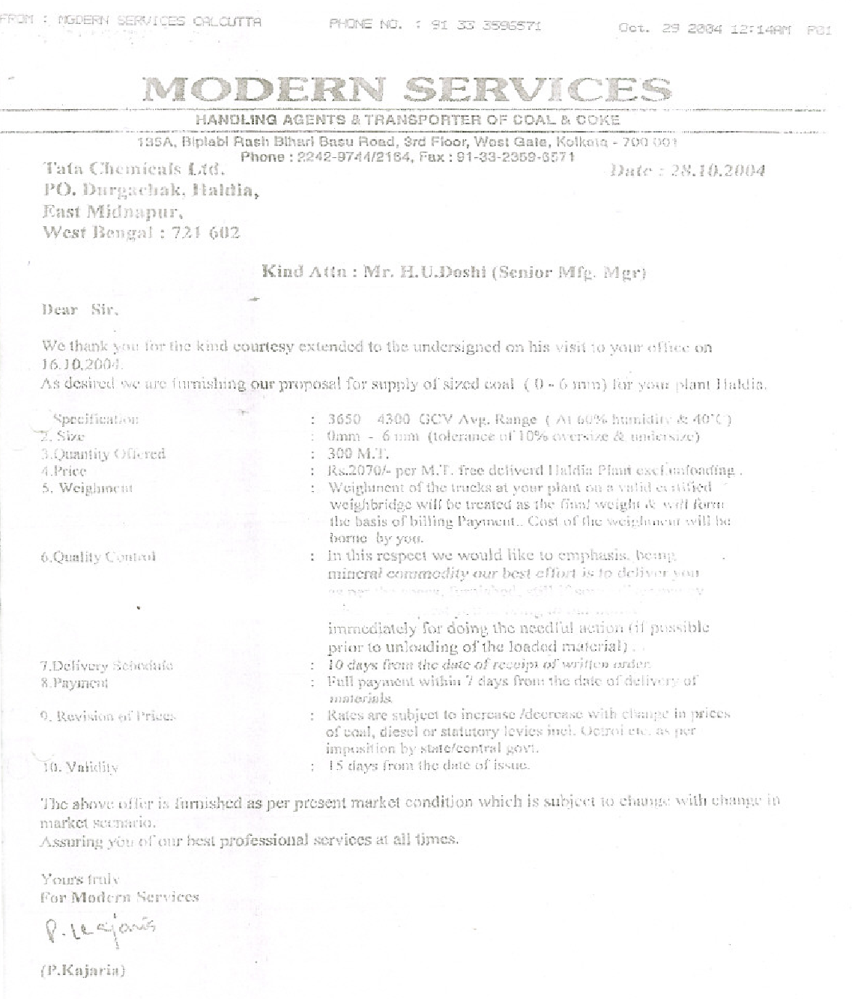 FROM : MODERN SERVICES CALCUTTA PHONE NO. : 91 33 3596571 Oct. 29 2004 12:14AM P01
MODERN SERVICES
HANDLING AGENTS & TRANSPORTER OF COAL & COKE
135A, Biplabi Rash Bihari Basu Road, 3rd Floor, West Gate, Kolkata - 700 001
Phone : 2242-9744/2164, Fax : 91-33-2359-6571
Tata Chemicals Ltd. Date : 28.10.2004
PO. Durgachak, Haldia,
East Midnapur,
West Bengal : 721 602
Kind Attn : Mr. H.U.Doshi (Senior Mfg. Mgr)
Dear Sir,
We thank you for the kind courtesy extended to the undersigned on his visit to your office on
16.10.2004.
As desired we are furnishing our proposal for supply of sized coal ( 0 - 6 mm) for your plant Haldia.
Specification : 3650 - 4300 GCV Avg. Range ( At 60% humidity & 40°C)
2. Size : 0mm - 6 mm (tolerance of 10% oversize & undersize)
3.Quantity Offered : 300 M.T.
4.Price : Rs.2070/- per M.T. free deliverd Haldia Plant excl.unloading .
5. Weighment : Weighment of the trucks at your plant on a valid certified
weighbridge will be treated as the final weight & will form
the basis of billing Payment.. Cost of the weighment will be
borne by you.
6.Quality Control : In this respect we would like to emphasis, being
mineral commodity our best effort is to deliver you
as per the furnished, still if
immediately for doing the needful action (if possible
prior to unloading of the loaded material) . .
7.Delivery Schedule : 10 days from the date of receipt of written order.
8.Payment : Full payment within 7 days from the date of delivery of
materials.
9. Revision of Prices : Rates are subject to increase /decrease with change in prices
of coal, diesel or statutory levies incl. Octroi etc. as per
imposition by state/central govt.
10. Validity : 15 days from the date of issue.
The above offer is furnished as per present market condition which is subject to change with change in
market scenario.
Assuring you of our best professional services at all times.
Yours truly
For Modern Services
P. Kajaria
(P.Kajaria)